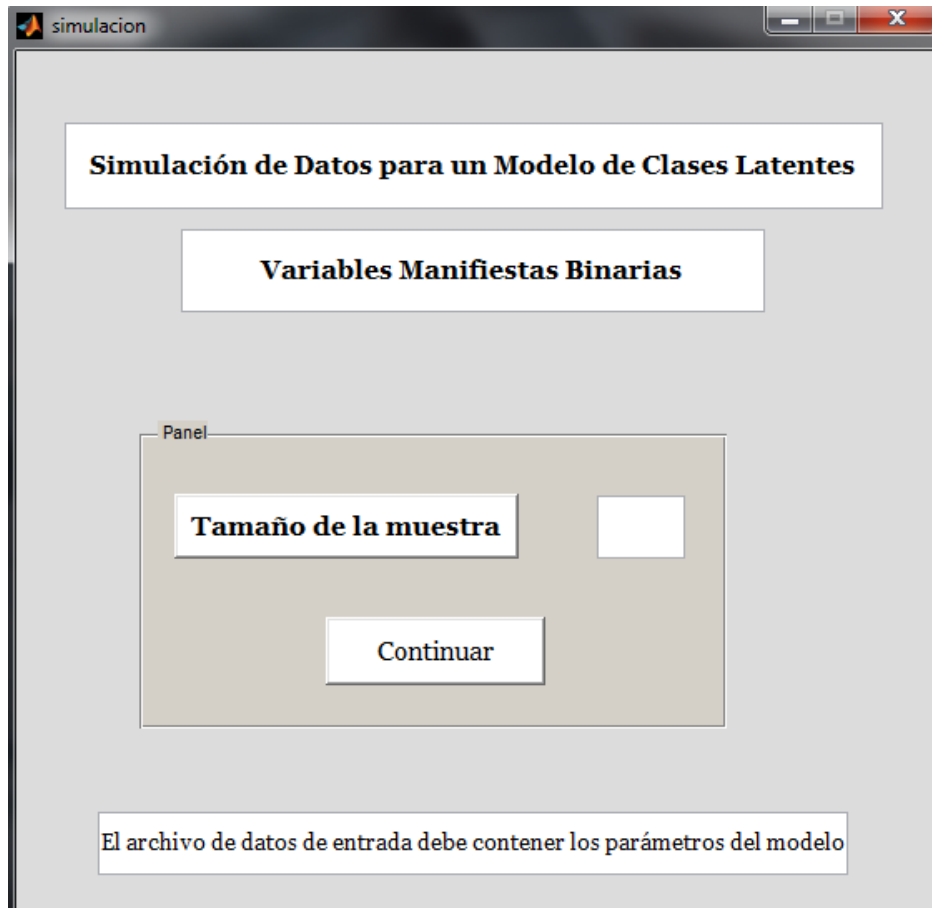 simulacion
Simulación de Datos para un Modelo de Clases Latentes
Variables Manifiestas Binarias
Panel
Tamaño de la muestra
Continuar
El archivo de datos de entrada debe contener los parámetros del modelo